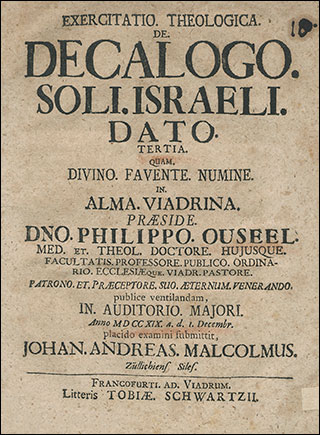 EXERCITATIO. THEOLOGICA.
DE.
DECALOGO.
SOLI. ISRAELI.
DATO.
TERTIA.
QUAM.
DIVINO. FAVENTE. NUMINE.
IN.
ALMA. VIADRINA.
PRÆSIDE.
DNO. PHILIPPO. OUSEEL.
MED. ET. THEOL. DOCTORE. HUJUSQUE.
FACULTATIS. PROFESSORE. PUBLICO. ORDINA-
RIO. ECCLESIÆQUE. VIADR. PASTORE.
PATRONO. ET. PRÆCEPTORE. SUO. ÆTERNUM. VENERANDO.
publice ventilandam,
IN. AUDITORIO. MAJORI.
Anno MDCCXIX. a. d. 1. Decembr.
placido examini submittit,
JOHAN. ANDREAS. MALCOLMUS.
Züllichiens. Siles.
FRANCOFURTI. AD. VIADRUM.
Litteris TOBIÆ. SCHWARTZII.